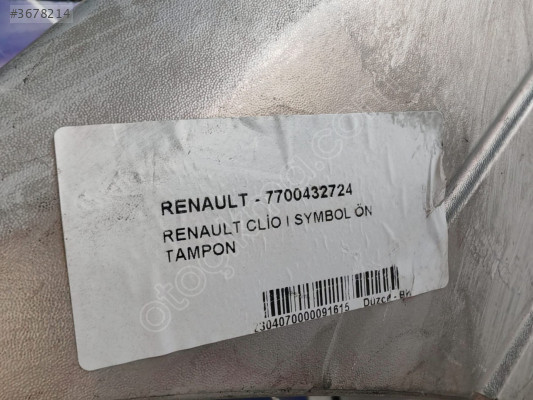 #3678214
RENAULT - 7700432724
RENAULT CLİO I SYMBOL ÖN
TAMPON
2304070000091615